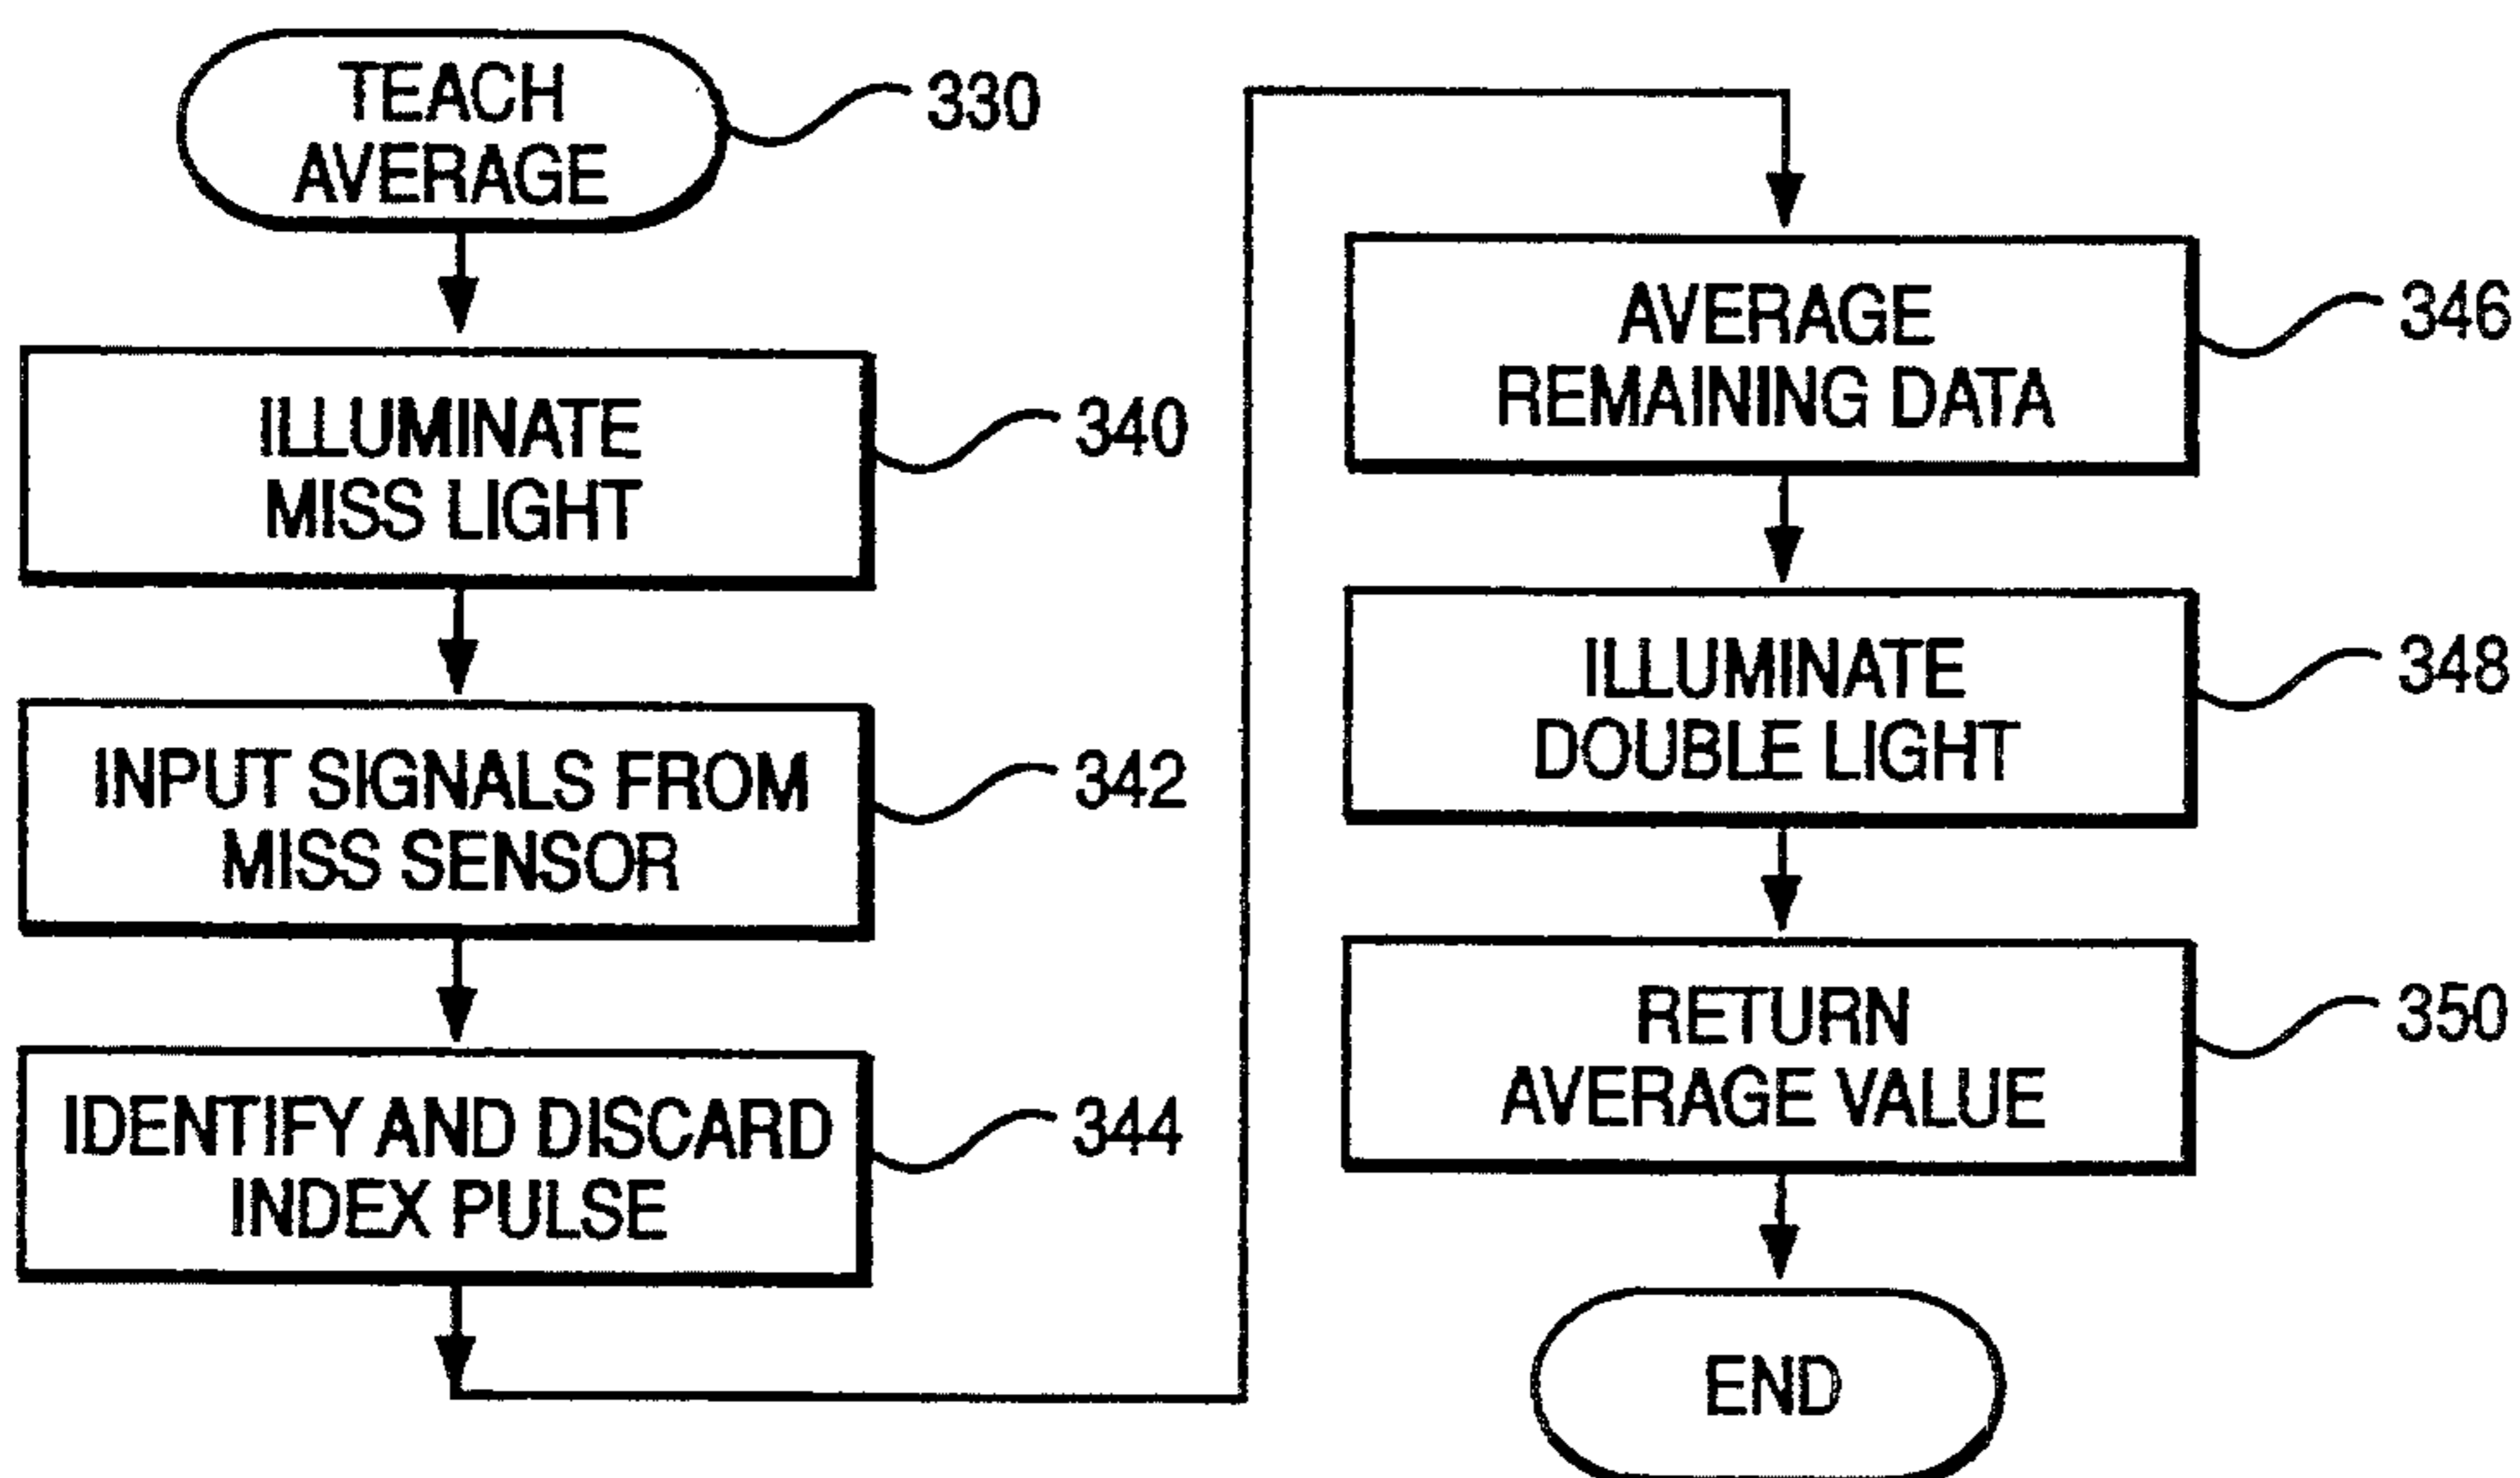 TEACH
AVERAGE
330
ILLUMINATE
MISS LIGHT
340
INPUT SIGNALS FROM
MISS SENSOR
342
IDENTIFY AND DISCARD
INDEX PULSE
344
AVERAGE
REMAINING DATA
346
ILLUMINATE
DOUBLE LIGHT
348
RETURN
AVERAGE VALUE
350
END